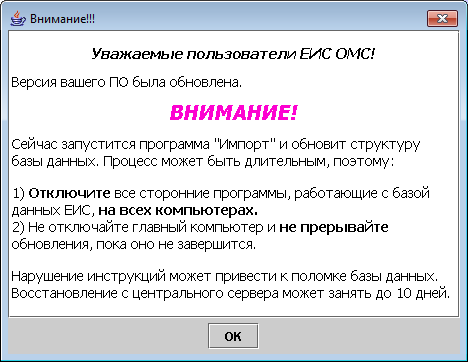 Внимание!!!
Уважаемые пользователи ЕИС ОМС!
Версия вашего ПО была обновлена.
ВНИМАНИЕ!
Сейчас запустится программа "Импорт" и обновит структуру
базы данных. Процесс может быть длительным, поэтому:
1) Отключите все сторонние программы, работающие с базой
данных ЕИС, на всех компьютерах.
2) Не отключайте главный компьютер и не прерывайте
обновления, пока оно не завершится.
Нарушение инструкций может привести к поломке базы данных.
Восстановление с центрального сервера может занять до 10 дней.
ОК